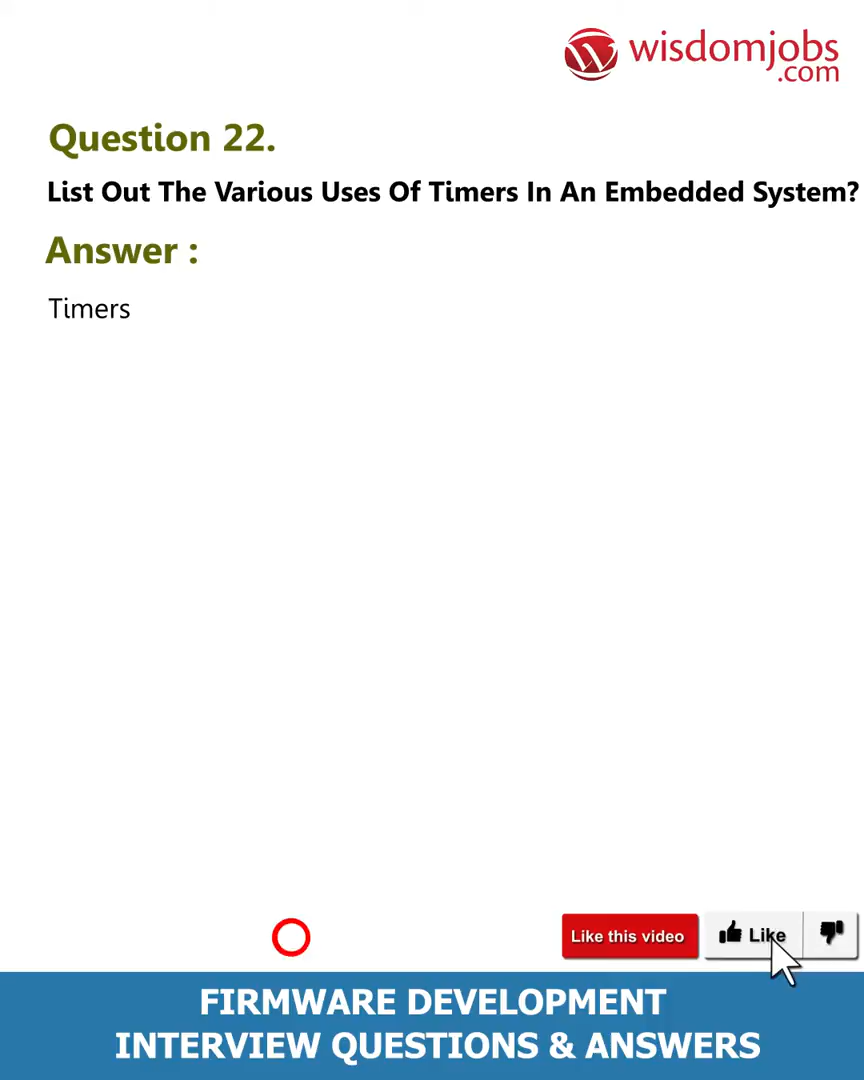 wisdomjobs
.com
Question 22.
List Out The Various Uses Of Timers In An Embedded System?
Answer :
Timers
Like this video
Like
FIRMWARE DEVELOPMENT
INTERVIEW QUESTIONS & ANSWERS